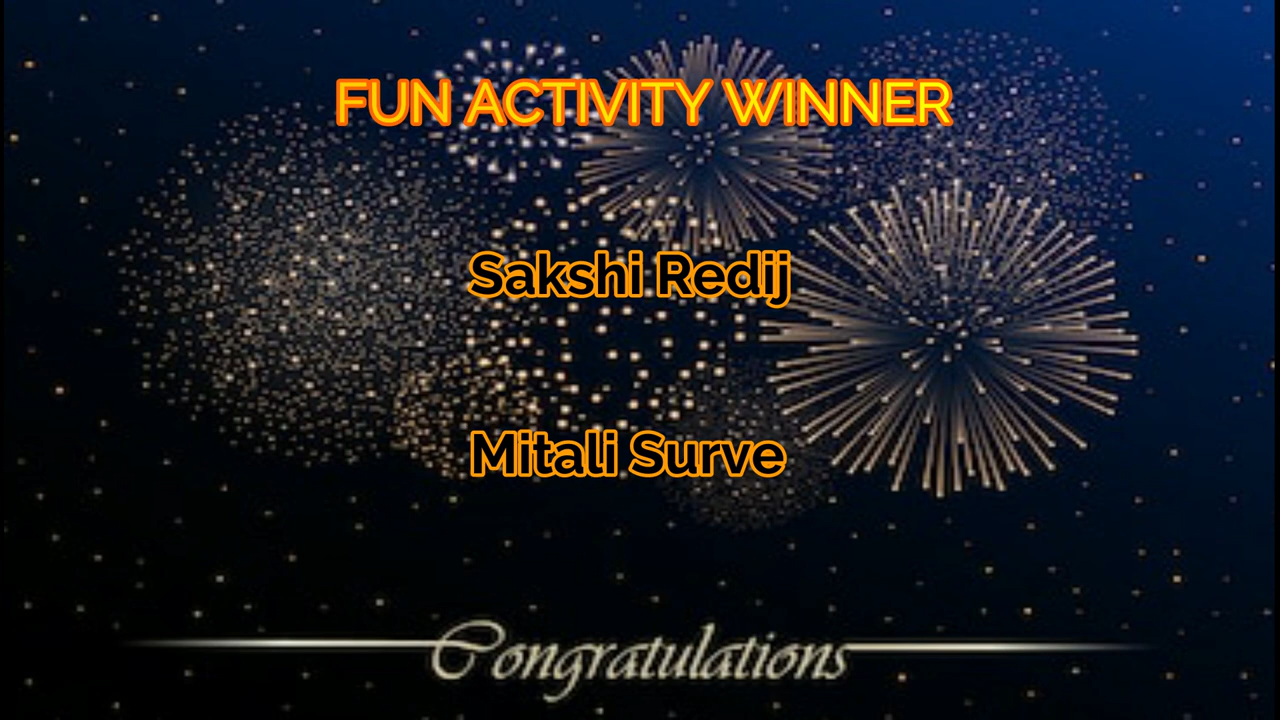 FUN ACTIVITY WINNER
Sakshi Redij
Mitali Surve
Congratulations